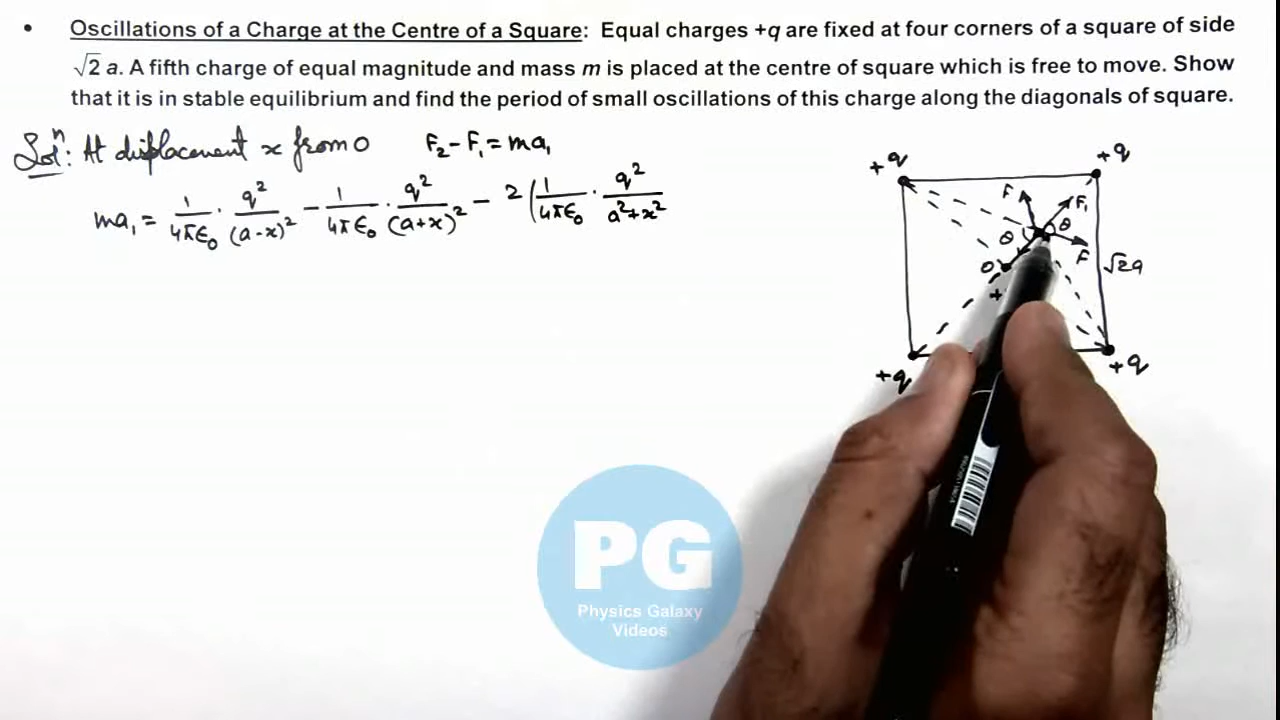 • Oscillations of a Charge at the Centre of a Square: Equal charges +q are fixed at four corners of a square of side
√2 a. A fifth charge of equal magnitude and mass m is placed at the centre of square which is free to move. Show
that it is in stable equilibrium and find the period of small oscillations of this charge along the diagonals of square.
Solⁿ: At displacement x from O F₂ - F₁ = ma₁
ma₁ = 1/4πε₀ · q²/(a-x)² - 1/4πε₀ · q²/(a+x)² - 2(1/4πε₀ · q²/a²+x²
+q +q
F F₁
θ θ
F
O √2a
+
+q +q
PG
Physics Galaxy
Videos